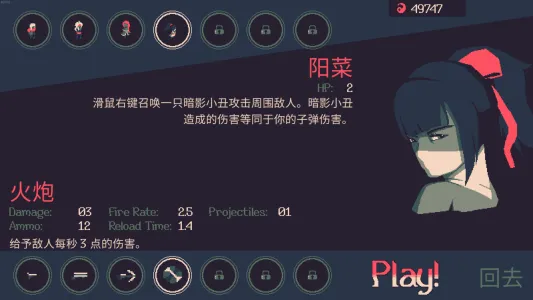 49747
阳菜
HP: 2
滑鼠右键召唤一只暗影小丑攻击周围敌人。暗影小丑
造成的伤害等同于你的子弹伤害。
火炮
Damage: 03 Fire Rate: 2.5 Projectiles: 01
Ammo: 12 Reload Time: 1.4
给予敌人每秒 3 点的伤害。
Play!
回去